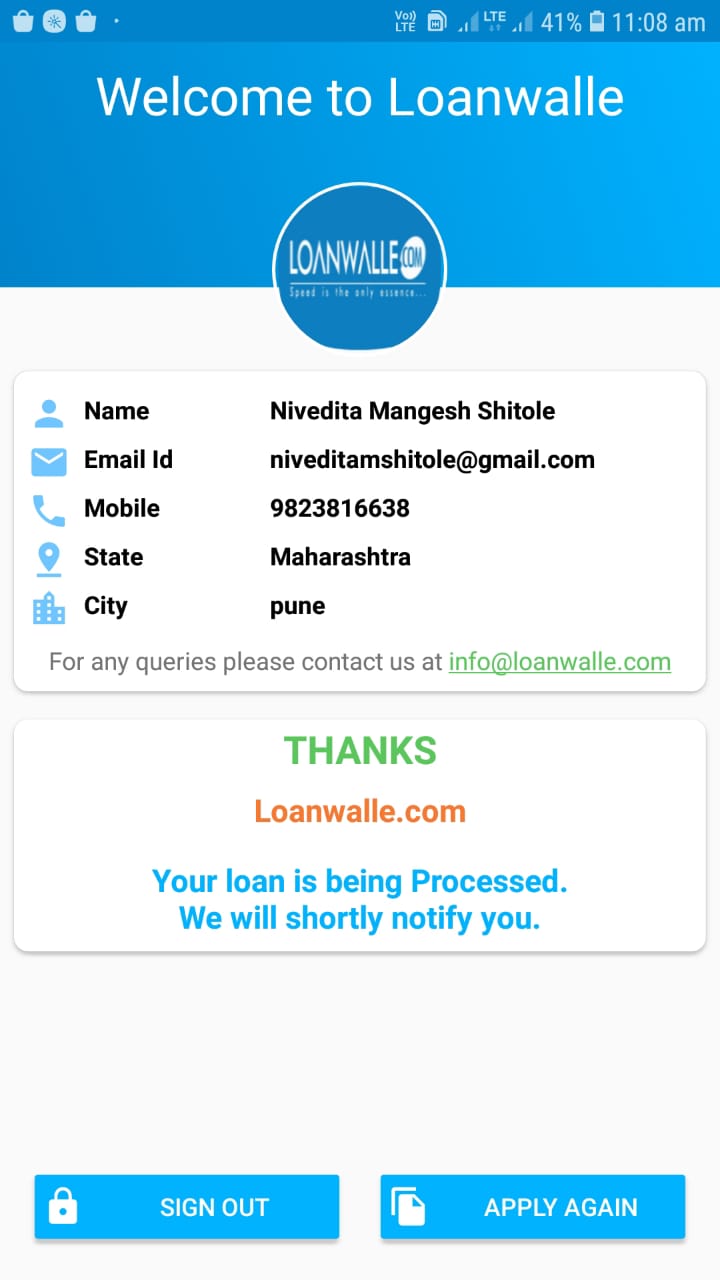 Vo)) LTE LTE 41% 11:08 am
Welcome to Loanwalle
LOANWALLE.COM
Speed is the only essence...
Name Nivedita Mangesh Shitole
Email Id niveditamshitole@gmail.com
Mobile 9823816638
State Maharashtra
City pune
For any queries please contact us at info@loanwalle.com
THANKS
Loanwalle.com
Your loan is being Processed.
We will shortly notify you.
SIGN OUT APPLY AGAIN